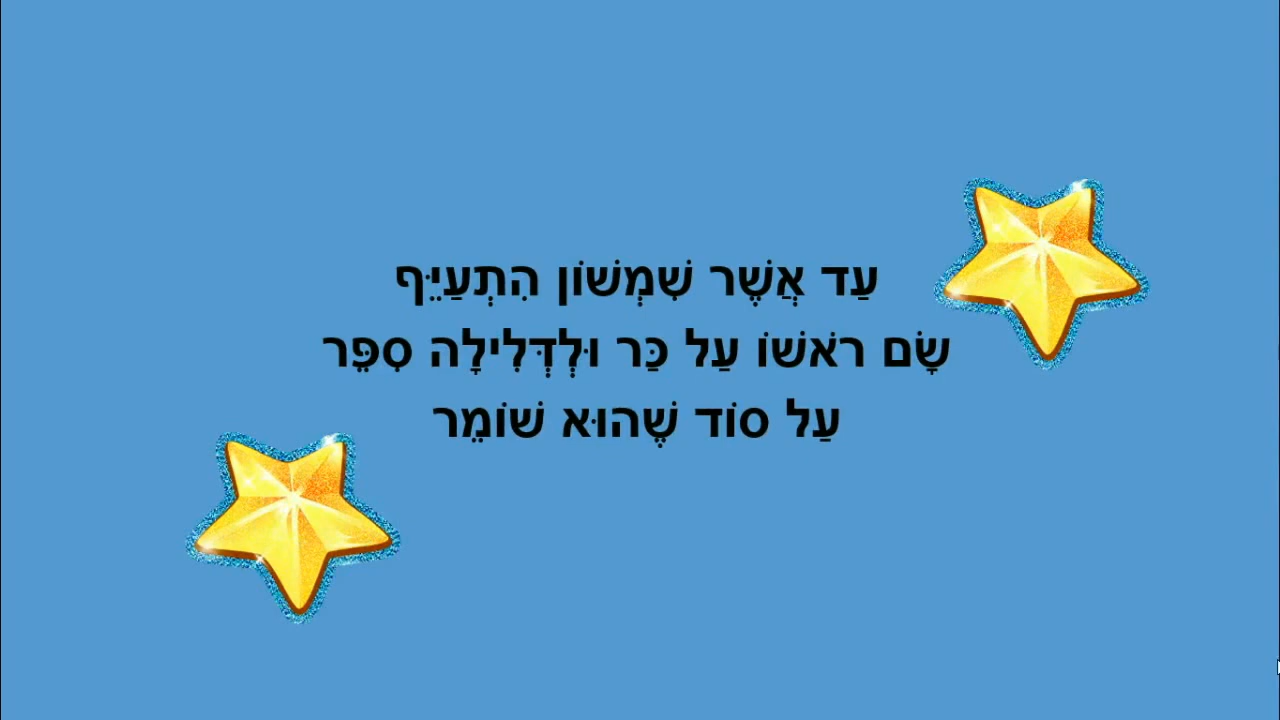 עַד אֲשֶׁר שִׁמְשׁוֹן הִתְעַיֵּף
שָׂם רֹאשׁוֹ עַל כַּר וּלְדְּלִילָה סִפֵּר
עַל סוֹד שֶׁהוּא שׁוֹמֵר